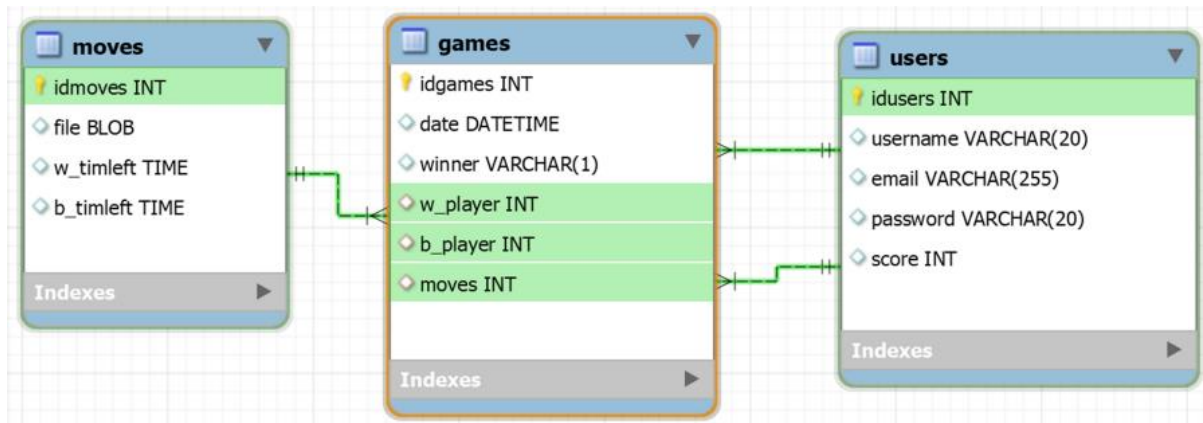 moves
idmoves INT
file BLOB
w_timleft TIME
b_timleft TIME
Indexes
games
idgames INT
date DATETIME
winner VARCHAR(1)
w_player INT
b_player INT
moves INT
Indexes
users
idusers INT
username VARCHAR(20)
email VARCHAR(255)
password VARCHAR(20)
score INT
Indexes